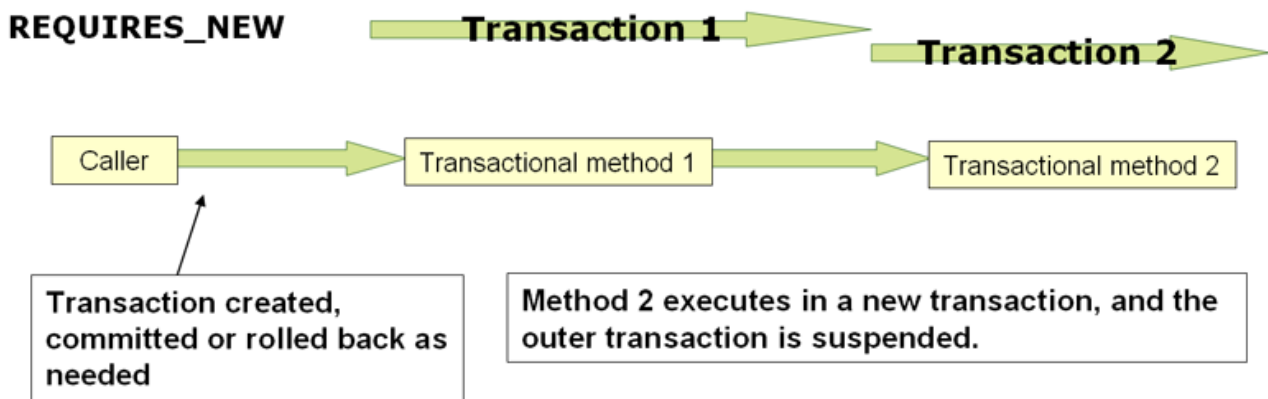 REQUIRES_NEW
Transaction 1
Transaction 2
Caller
Transactional method 1
Transactional method 2
Transaction created,
committed or rolled back as
needed
Method 2 executes in a new transaction, and the
outer transaction is suspended.